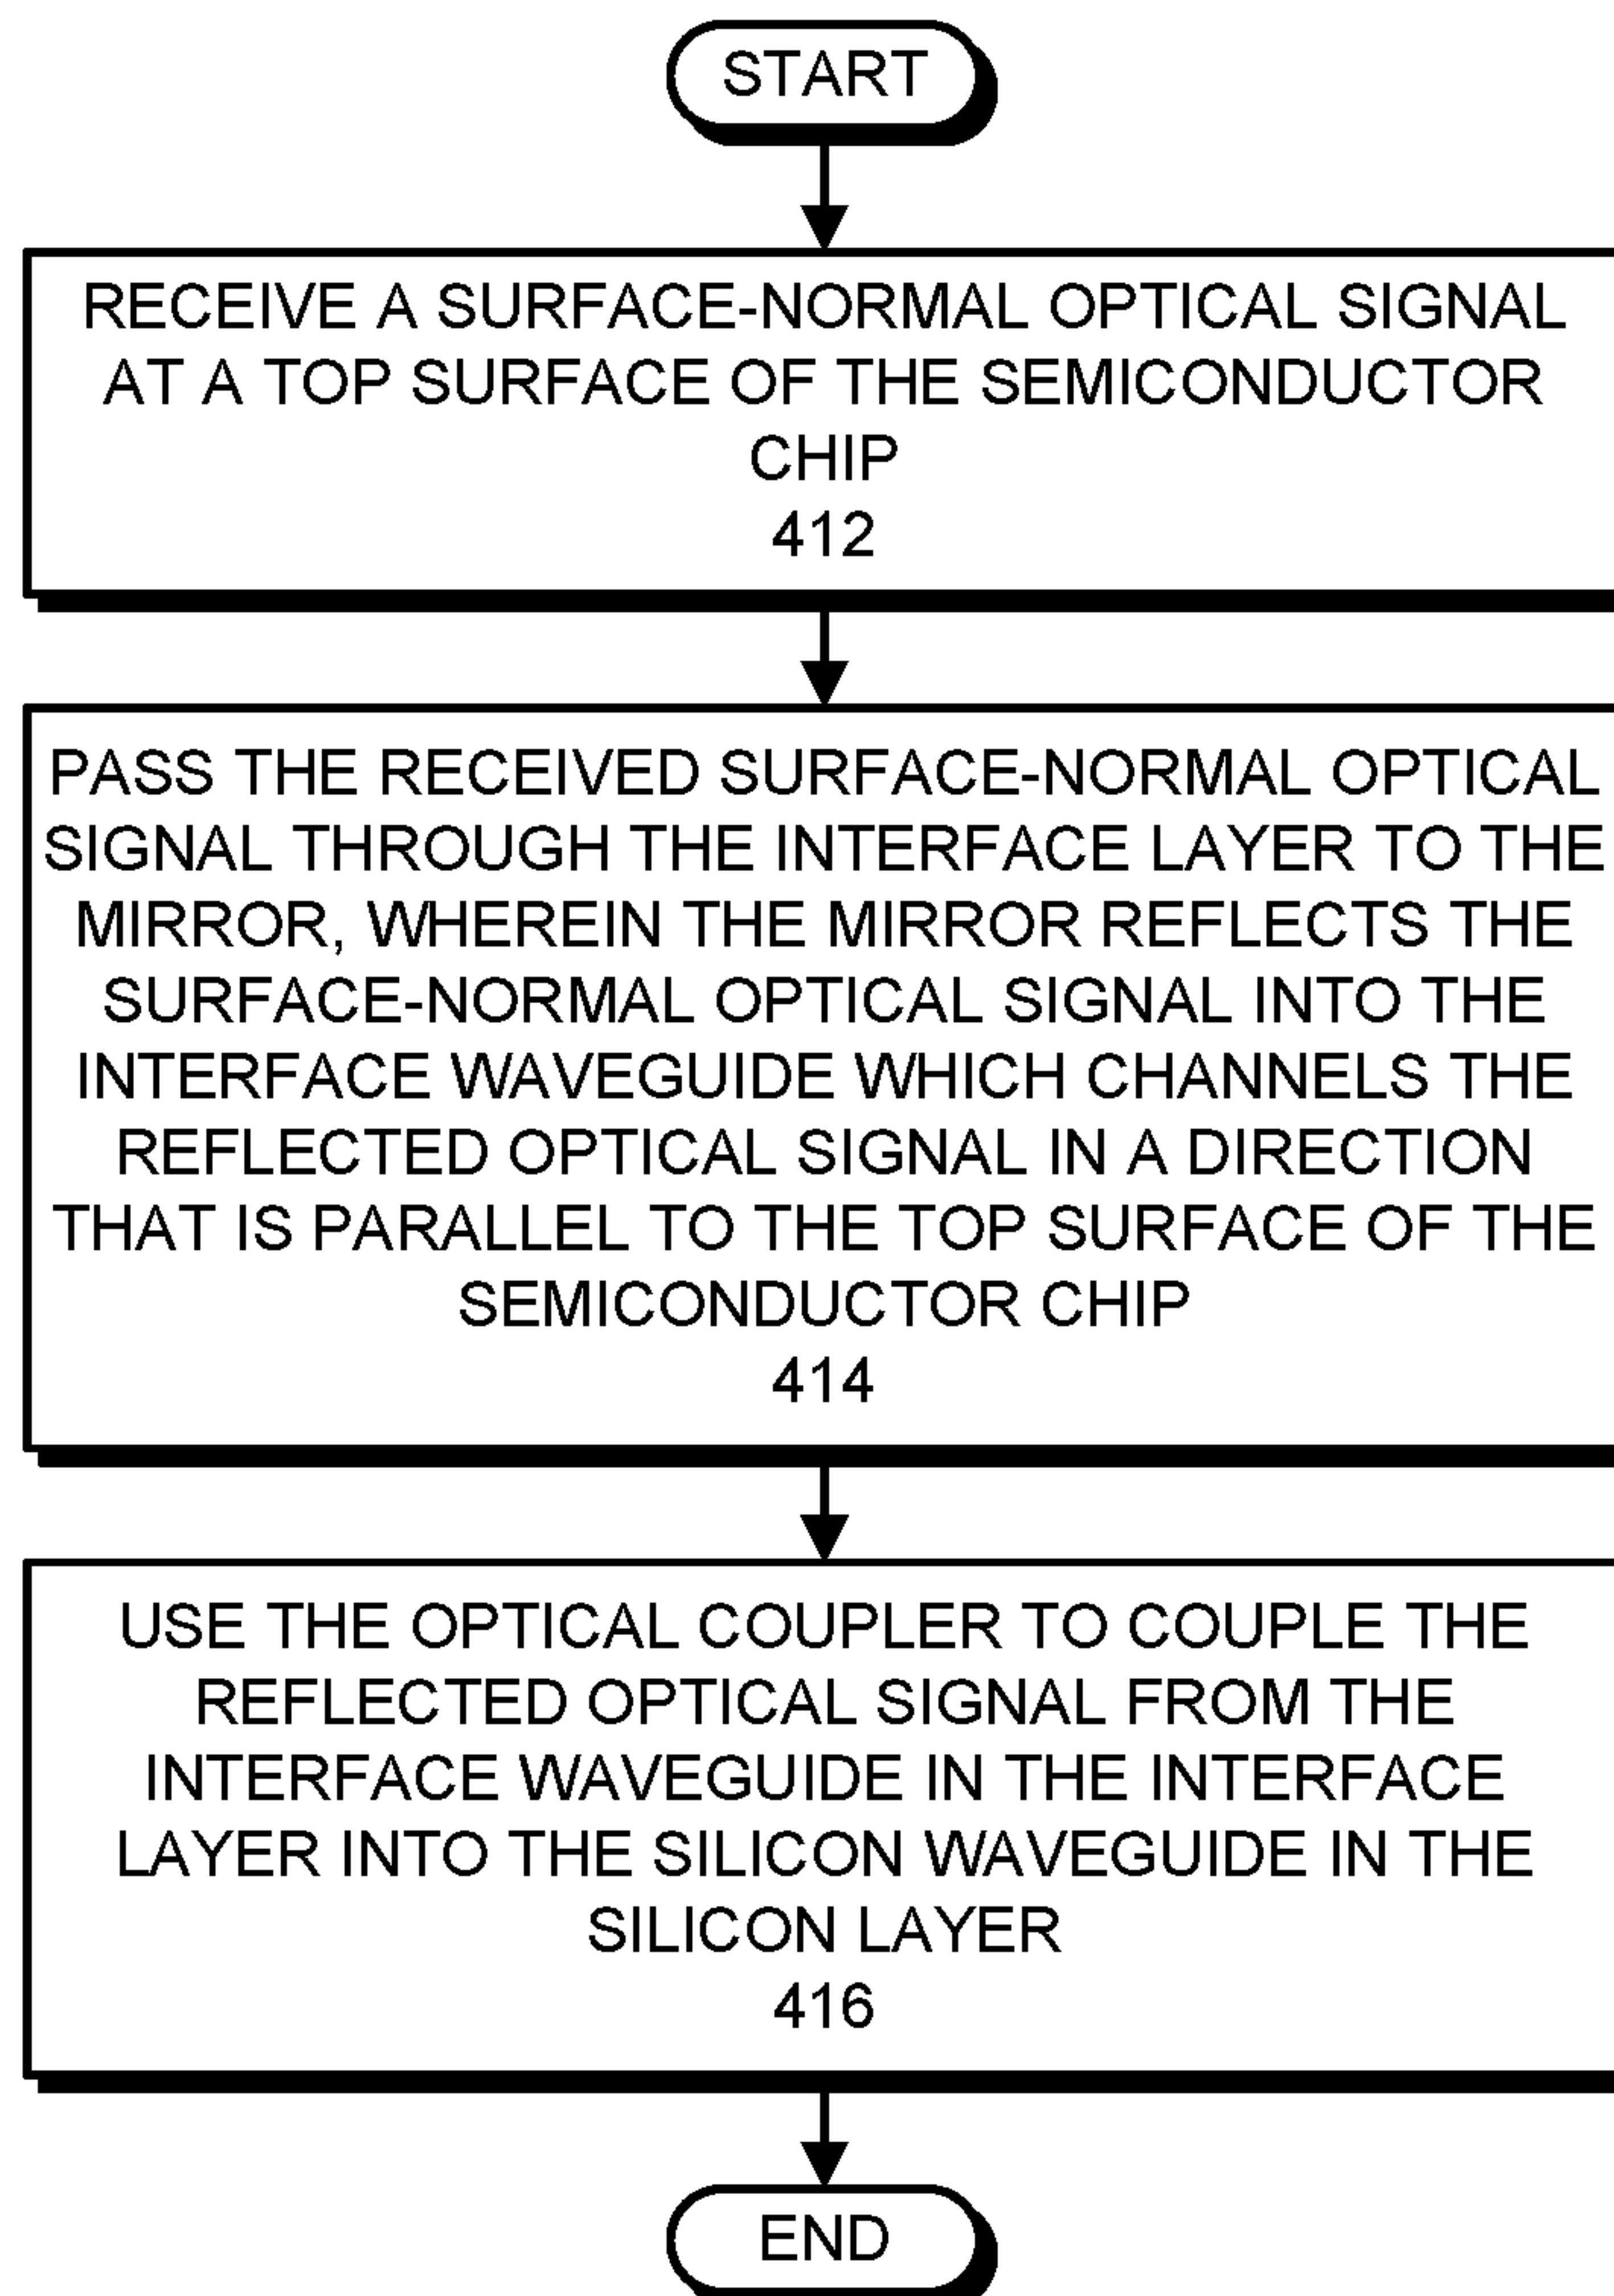 START
RECEIVE A SURFACE-NORMAL OPTICAL SIGNAL
AT A TOP SURFACE OF THE SEMICONDUCTOR
CHIP
412
PASS THE RECEIVED SURFACE-NORMAL OPTICAL
SIGNAL THROUGH THE INTERFACE LAYER TO THE
MIRROR, WHEREIN THE MIRROR REFLECTS THE
SURFACE-NORMAL OPTICAL SIGNAL INTO THE
INTERFACE WAVEGUIDE WHICH CHANNELS THE
REFLECTED OPTICAL SIGNAL IN A DIRECTION
THAT IS PARALLEL TO THE TOP SURFACE OF THE
SEMICONDUCTOR CHIP
414
USE THE OPTICAL COUPLER TO COUPLE THE
REFLECTED OPTICAL SIGNAL FROM THE
INTERFACE WAVEGUIDE IN THE INTERFACE
LAYER INTO THE SILICON WAVEGUIDE IN THE
SILICON LAYER
416
END